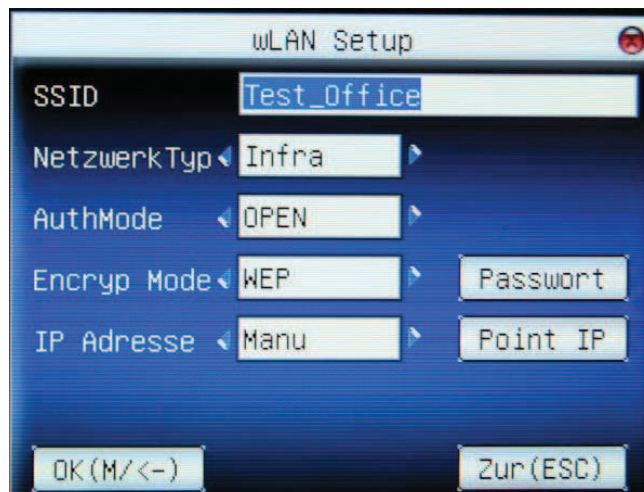 wLAN Setup
SSID Test_Office
NetzwerkTyp Infra
AuthMode OPEN
Encryp Mode WEP Passwort
IP Adresse Manu Point IP
OK(M/<-) Zur(ESC)